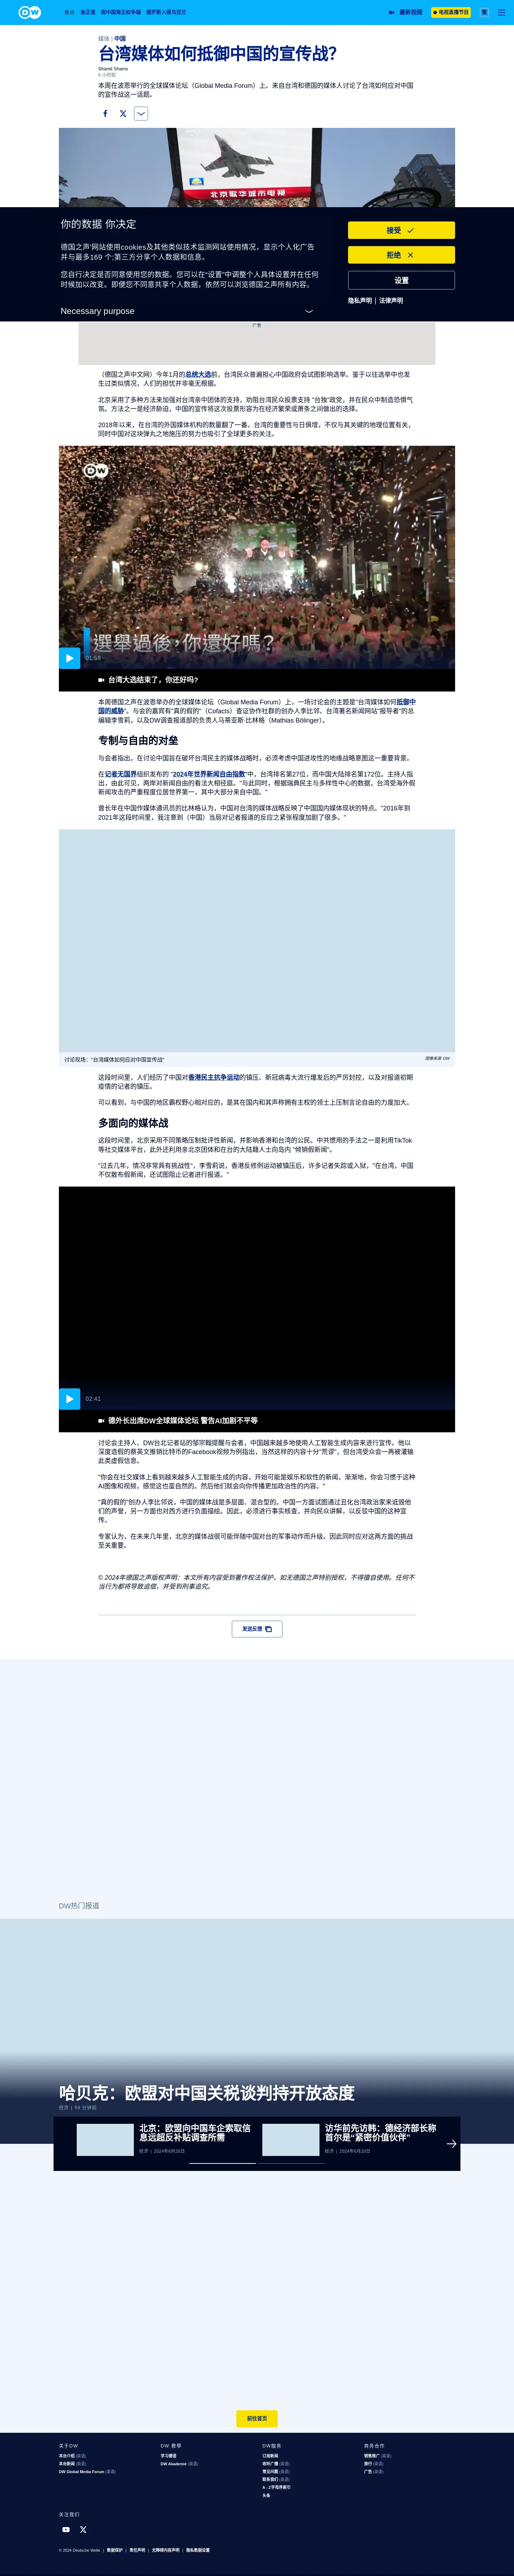 DW
焦点 金正恩 南中国海主权争端 俄罗斯入侵乌克兰
最新视频 电视直播节目 繁
媒体 | 中国
台湾媒体如何抵御中国的宣传战？
Shamil Shams
6 小时前
本周在波恩举行的全球媒体论坛（Global Media Forum）上，来自台湾和德国的媒体人讨论了台湾如何应对中国
的宣传战这一话题。
北京歌华城市电视
你的数据 你决定
德国之声'网站使用cookies及其他类似技术监测网站使用情况，显示个人化广告
并与最多169 个;第三方分享个人数据和信息。
您自行决定是否同意使用您的数据。您可以在"设置"中调整个人具体设置并在任何
时候加以改变。即便您不同意共享个人数据，依然可以浏览德国之声所有内容。
Necessary purpose
接受
拒绝
设置
隐私声明 | 法律声明
广告
（德国之声中文网）今年1月的总统大选前，台湾民众普遍担心中国政府会试图影响选举。鉴于以往选举中也发
生过类似情况，人们的担忧并非毫无根据。
北京采用了多种方法来加强对台湾亲中团体的支持，劝阻台湾民众投票支持 "台独"政党，并在民众中制造恐惧气
氛。方法之一是经济胁迫，中国的宣传将这次投票形容为在经济繁荣或萧条之间做出的选择。
2018年以来，在台湾的外国媒体机构的数量翻了一番。台湾的重要性与日俱增，不仅与其关键的地理位置有关，
同时中国对这块弹丸之地施压的努力也吸引了全球更多的关注。
DW
選舉過後，你還好嗎？
01:58
台湾大选结束了，你还好吗?
本周德国之声在波恩举办的全球媒体论坛（Global Media Forum）上，一场讨论会的主题是"台湾媒体如何抵御中
国的威胁"。与会的嘉宾有"真的假的"（Cofacts）查证协作社群的创办人李比邻、台湾著名新闻网站"报导者"的总
编辑李雪莉，以及DW调查报道部的负责人马蒂亚斯·比林格（Mathias Bölinger）。
专制与自由的对垒
与会者指出，在讨论中国旨在破坏台湾民主的媒体战略时，必须考虑中国进攻性的地缘战略意图这一重要背景。
在记者无国界组织发布的 "2024年世界新闻自由指数"中，台湾排名第27位，而中国大陆排名第172位。主持人指
出，由此可见，两岸对新闻自由的看法大相径庭。"与此同时，根据瑞典民主与多样性中心的数据，台湾受海外假
新闻攻击的严重程度位居世界第一，其中大部分来自中国。"
曾长年在中国作媒体通讯员的比林格认为，中国对台湾的媒体战略反映了中国国内媒体现状的特点。"2016年到
2021年这段时间里，我注意到（中国）当局对记者报道的反应之紧张程度加剧了很多。"
讨论现场："台湾媒体如何应对中国宣传战"
图像来源: DW
这段时间里，人们经历了中国对香港民主抗争运动的镇压、新冠病毒大流行爆发后的严厉封控，以及对报道初期
疫情的记者的镇压。
可以看到，与中国的地区霸权野心相对应的，是其在国内和其声称拥有主权的领土上压制言论自由的力度加大。
多面向的媒体战
这段时间里，北京采用不同策略压制批评性新闻，并影响香港和台湾的公民。中共惯用的手法之一是利用TikTok
等社交媒体平台，此外还利用亲北京团体和在台的大陆籍人士向岛内 "倾销假新闻"。
"过去几年，情况非常具有挑战性"，李雪莉说，香港反修例运动被镇压后，许多记者失踪或入狱，"在台湾，中国
不仅散布假新闻，还试图阻止记者进行报道。"
02:41
德外长出席DW全球媒体论坛 警告AI加剧不平等
讨论会主持人、DW台北记者站的邹宗翰提醒与会者，中国越来越多地使用人工智能生成内容来进行宣传。他以
深度造假的蔡英文推销比特币的Facebook视频为例指出，当然这样的内容十分"荒谬"，但台湾受众会一再被灌输
此类虚假信息。
"你会在社交媒体上看到越来越多人工智能生成的内容，开始可能是娱乐和软性的新闻，渐渐地，你会习惯于这种
AI图像和视频，感觉这也蛮自然的。然后他们就会向你传播更加政治性的内容。"
"真的假的"创办人李比邻说，中国的媒体战是多层面、混合型的。中国一方面试图通过丑化台湾政治家来诋毁他
们的声誉，另一方面也对西方进行负面描绘。因此，必须进行事实核查，并向民众讲解，以反驳中国的这种宣
传。
专家认为，在未来几年里，北京的媒体战很可能伴随中国对台的军事动作而升级。因此同时应对这两方面的挑战
至关重要。
© 2024年德国之声版权声明：本文所有内容受到著作权法保护，如无德国之声特别授权，不得擅自使用。任何不
当行为都将导致追偿，并受到刑事追究。
发送反馈
DW热门报道
哈贝克：欧盟对中国关税谈判持开放态度
经济 | 59 分钟前
北京：欧盟向中国车企索取信
息远超反补贴调查所需
经济 | 2024年6月20日
访华前先访韩：德经济部长称
首尔是"紧密价值伙伴"
经济 | 2024年6月20日
前往首页
关于DW
本台介绍 (英语)
本台新闻 (英语)
DW Global Media Forum (英语)
DW 教學
学习德语
DW Akademie (英语)
DW服务
订阅新闻
收听广播 (英语)
常见问题 (英语)
联系我们 (英语)
A - Z字母序索引
头条
商务合作
销售推广 (英语)
旅行 (英语)
广告 (英语)
关注我们
© 2024 Deutsche Welle | 数据保护 | 责任声明 | 无障碍内容声明 | 隐私数据设置